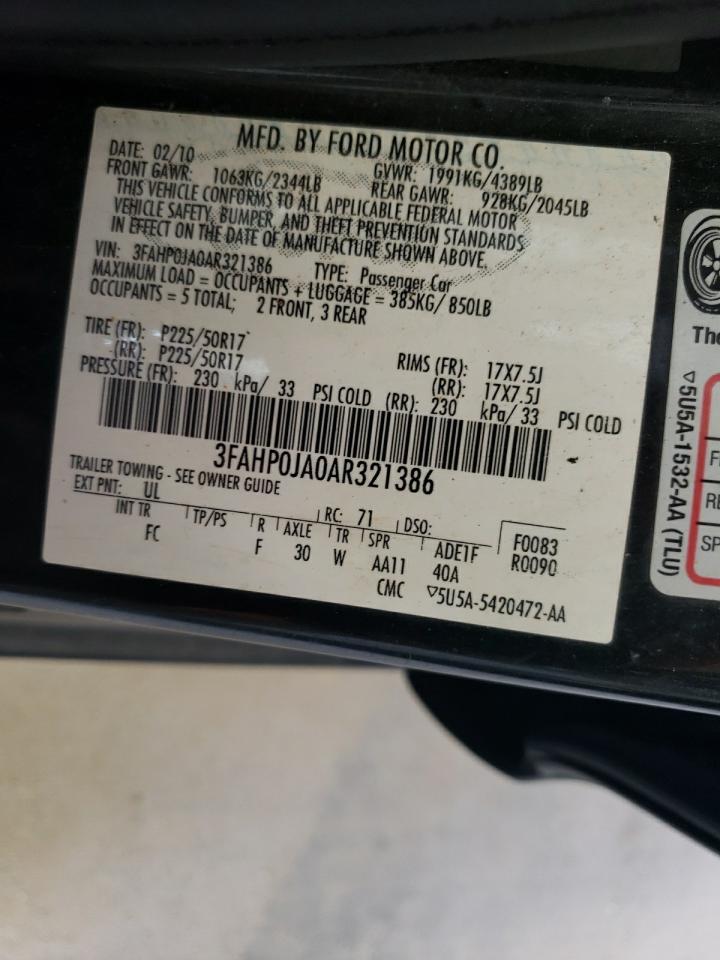 MFD. BY FORD MOTOR CO.
DATE: 02/10 GVWR: 1991KG/4389LB
FRONT GAWR: 1063KG/2344LB REAR GAWR: 928KG/2045LB
THIS VEHICLE CONFORMS TO ALL APPLICABLE FEDERAL MOTOR
VEHICLE SAFETY, BUMPER, AND THEFT PREVENTION STANDARDS
IN EFFECT ON THE DATE OF MANUFACTURE SHOWN ABOVE.
VIN: 3FAHP0JA0AR321386 TYPE: Passenger Car
MAXIMUM LOAD = OCCUPANTS + LUGGAGE = 385KG/ 850LB
OCCUPANTS = 5 TOTAL; 2 FRONT, 3 REAR
TIRE (FR): P225/50R17 RIMS (FR): 17X7.5J
(RR): P225/50R17 (RR): 17X7.5J
PRESSURE (FR): 230 kPa/ 33 PSI COLD (RR): 230 kPa/ 33 PSI COLD
3FAHP0JA0AR321386
TRAILER TOWING - SEE OWNER GUIDE
EXT PNT: UL RC: 71 DSO:
INT TR TP/PS R AXLE TR SPR ADE1F F0083
FC F 30 W AA11 40A R0090
CMC ▽5U5A-5420472-AA
The
▽5U5A-1532-AA (TLU)
F
RE
SP